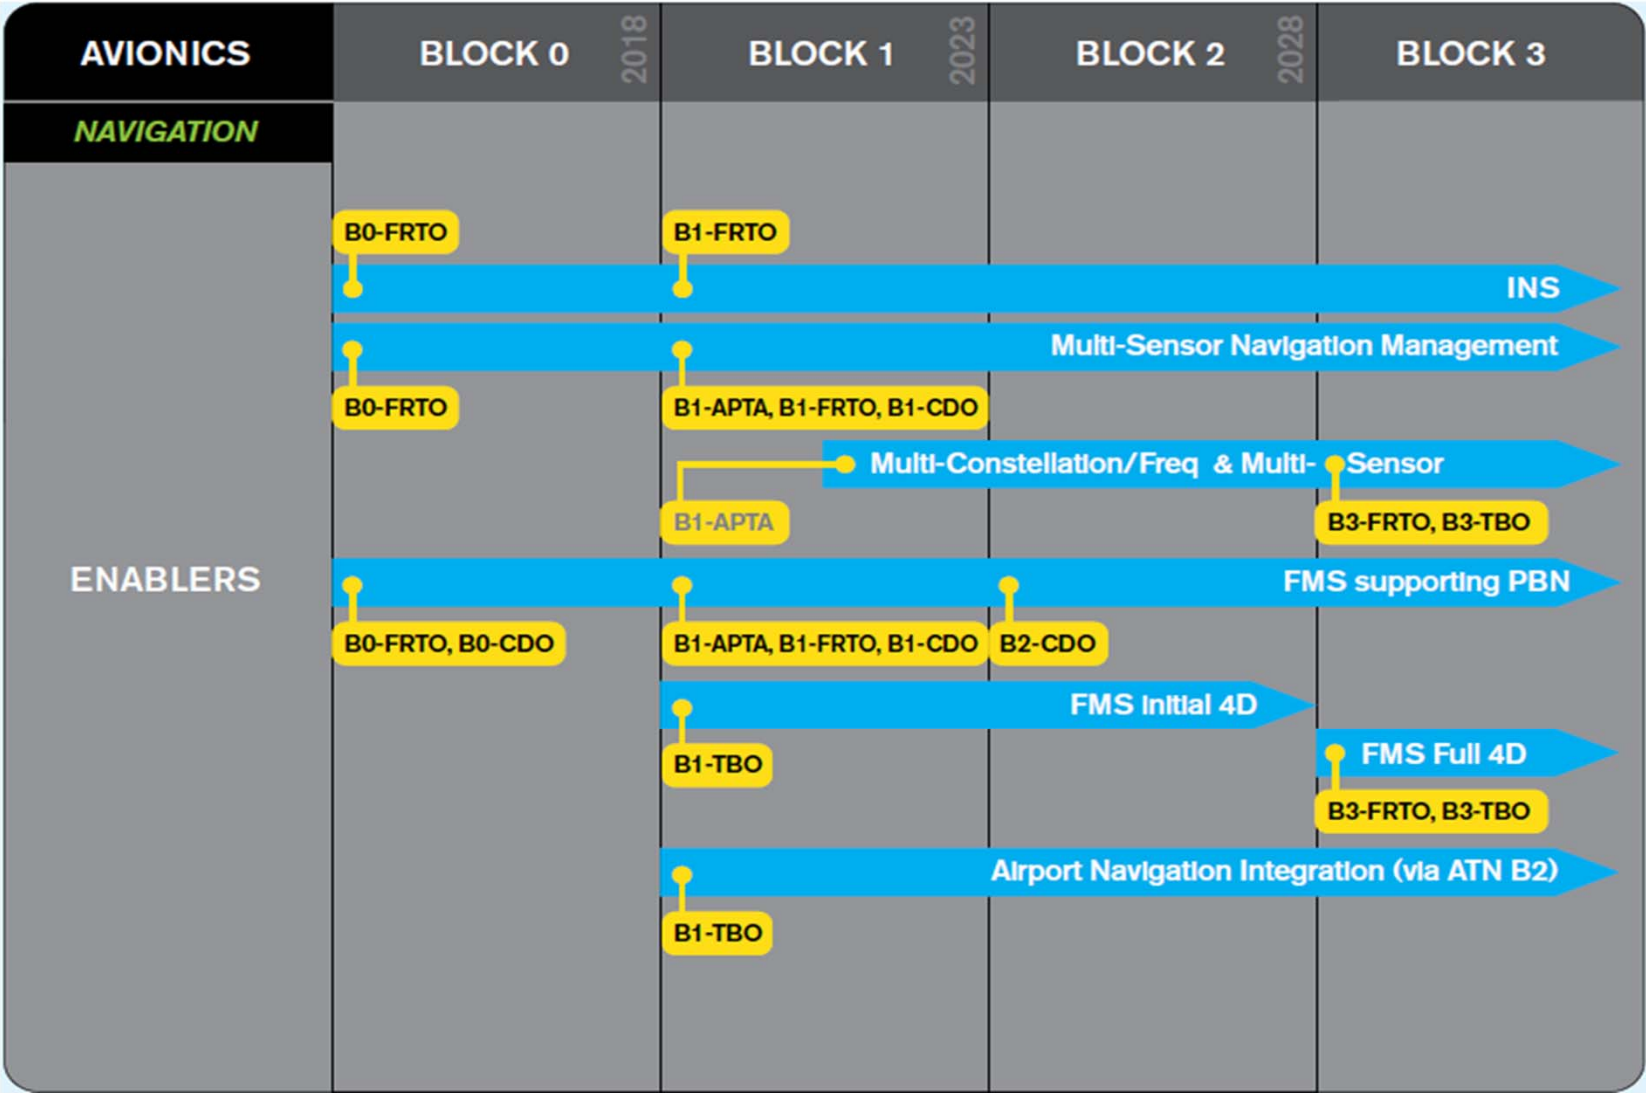 AVIONICS
BLOCK 0
2018
BLOCK 1
2023
BLOCK 2
2028
BLOCK 3
NAVIGATION
B0-FRTO
B1-FRTO
INS
Multi-Sensor Navigation Management
B0-FRTO
B1-APTA, B1-FRTO, B1-CDO
Multi-Constellation/Freq & Multi- Sensor
B1-APTA
B3-FRTO, B3-TBO
ENABLERS
FMS supporting PBN
B0-FRTO, B0-CDO
B1-APTA, B1-FRTO, B1-CDO
B2-CDO
FMS Initial 4D
B1-TBO
FMS Full 4D
B3-FRTO, B3-TBO
Airport Navigation Integration (via ATN B2)
B1-TBO